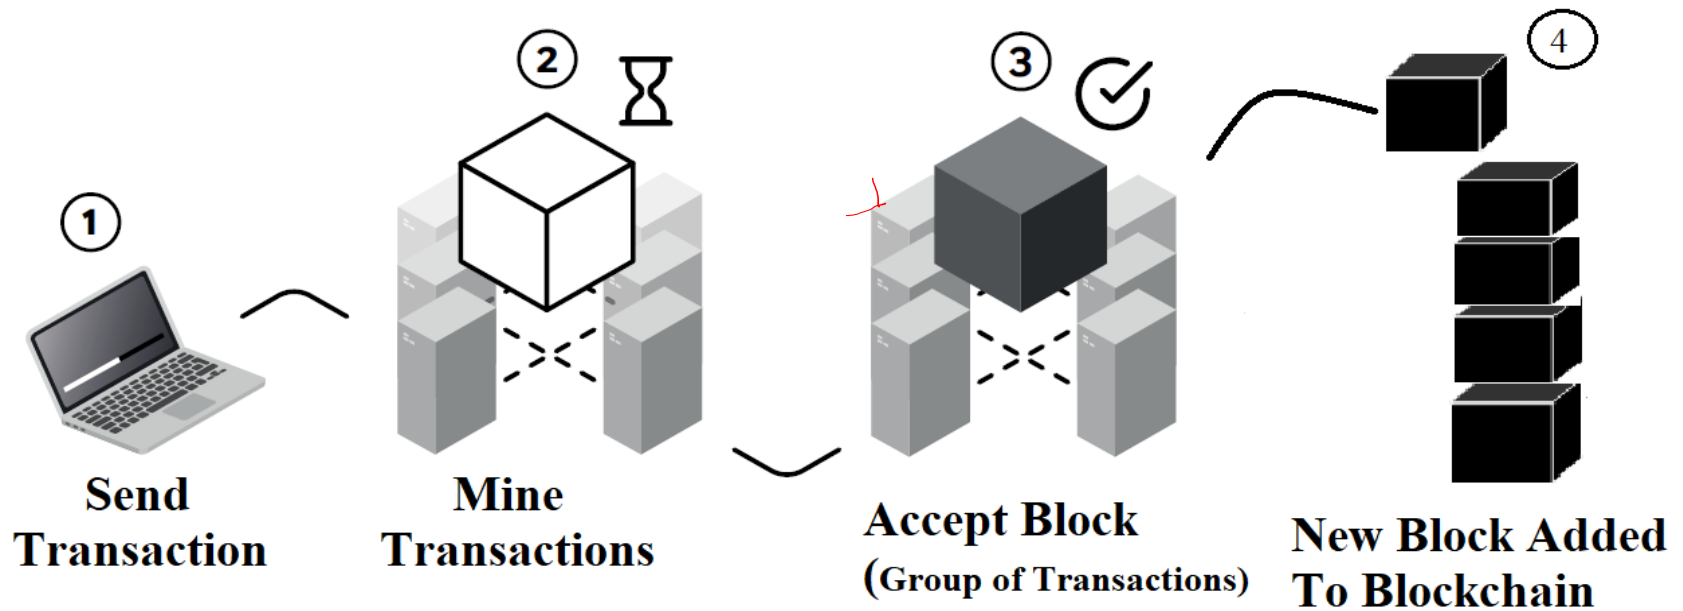 1
2
3
4
Send
Transaction
Mine
Transactions
Accept Block
(Group of Transactions)
New Block Added
To Blockchain